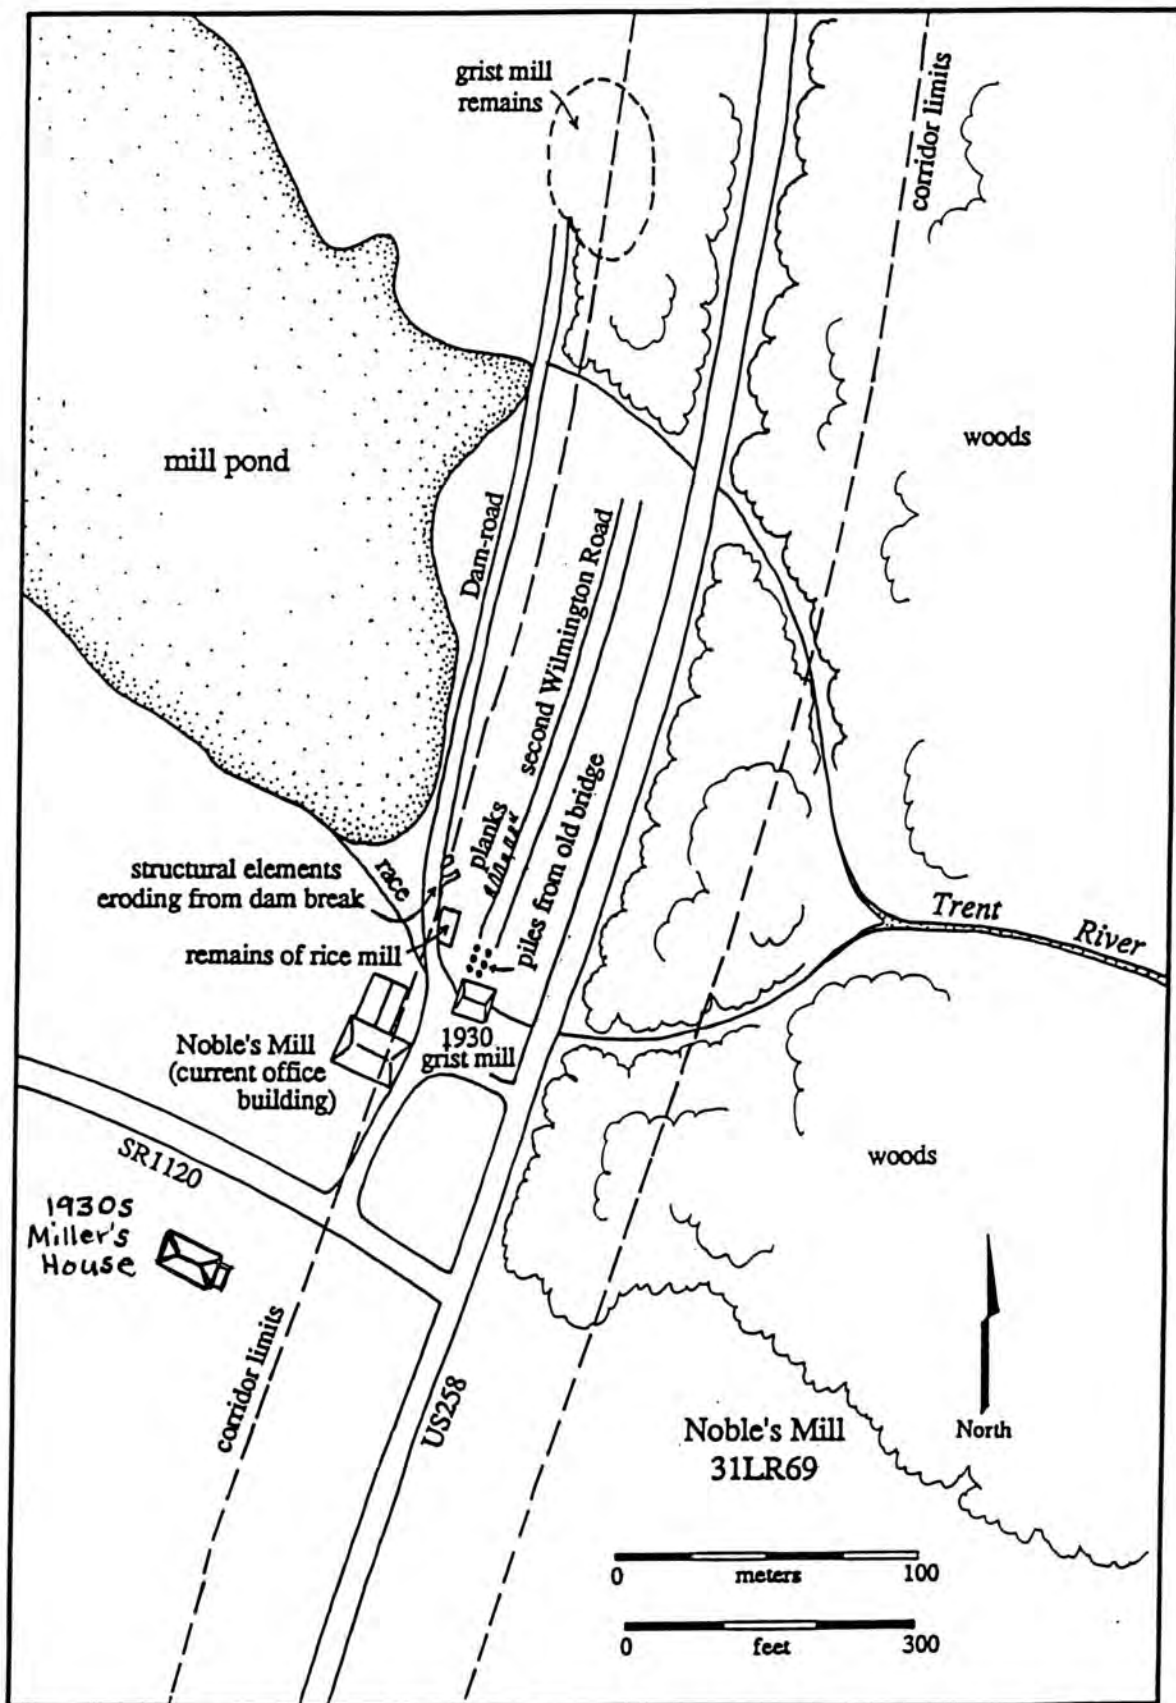 grist mill
remains
corridor limits
mill pond
woods
Dam-road
second Wilmington Road
planks
piles from old bridge
race
structural elements
eroding from dam break
remains of rice mill
Trent
River
Noble's Mill
(current office
building)
1930
grist mill
SR1120
woods
1930s
Miller's
House
corridor limits
US258
Noble's Mill
31LR69
North
0 meters 100
0 feet 300